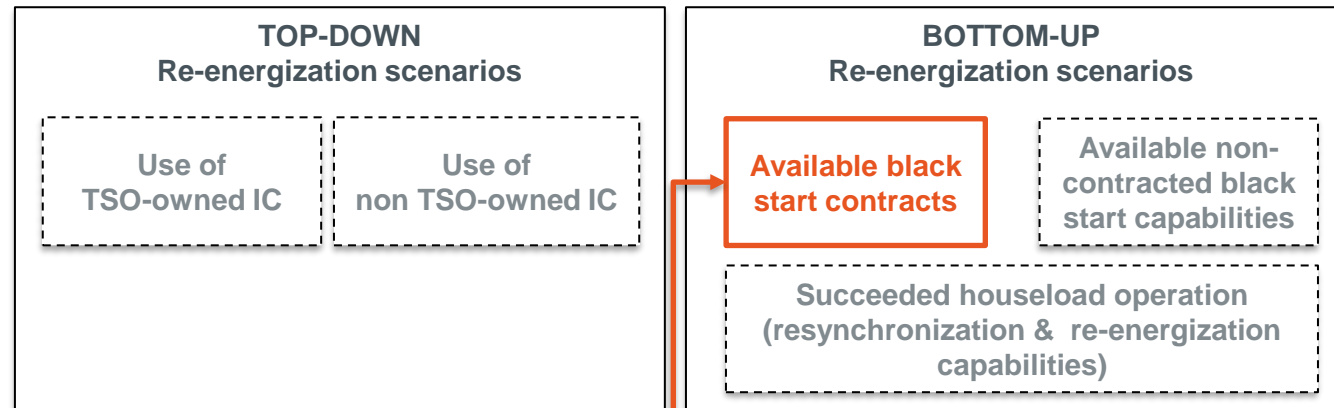 TOP-DOWN
Re-energization scenarios
Use of
TSO-owned IC
Use of
non TSO-owned IC
BOTTOM-UP
Re-energization scenarios
Available black
start contracts
Available non-
contracted black
start capabilities
Succeeded houseload operation
(resynchronization & re-energization
capabilities)